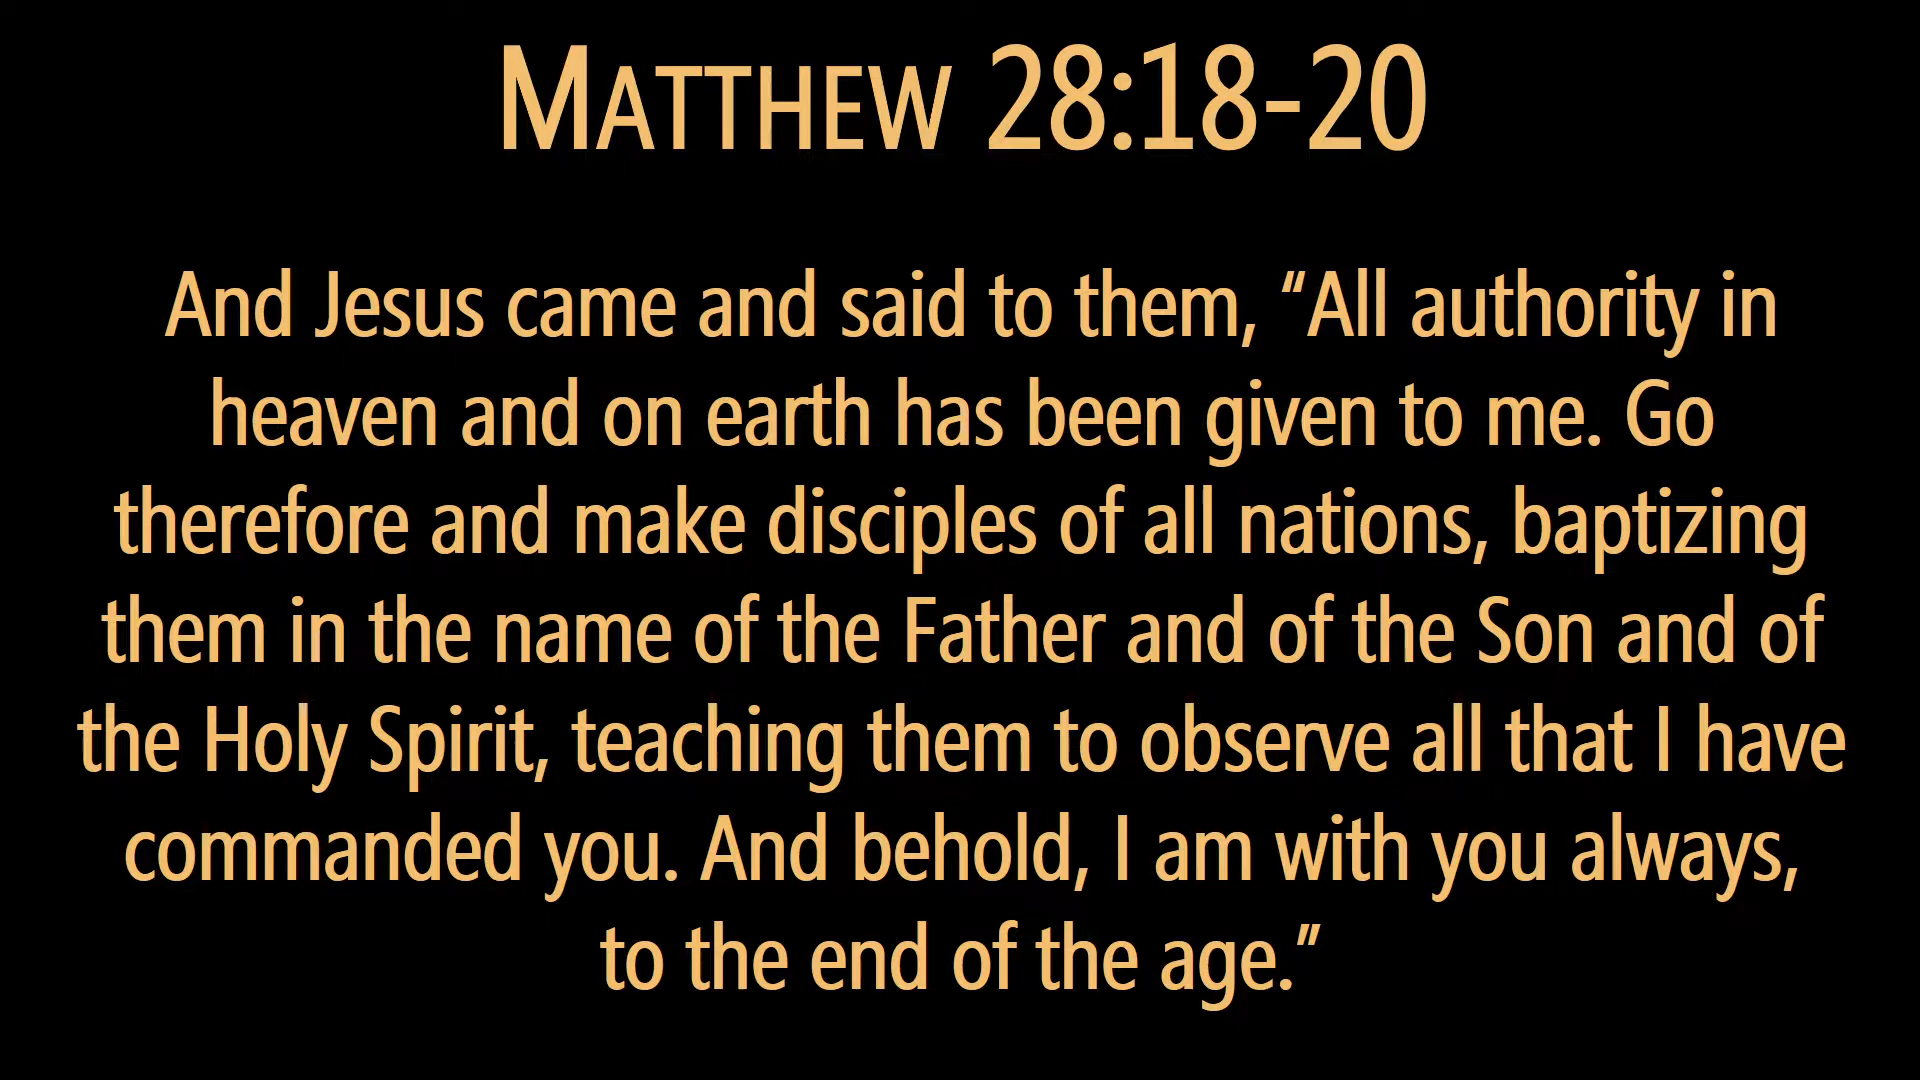 MATTHEW 28:18-20
And Jesus came and said to them, “All authority in
heaven and on earth has been given to me. Go
therefore and make disciples of all nations, baptizing
them in the name of the Father and of the Son and of
the Holy Spirit, teaching them to observe all that I have
commanded you. And behold, I am with you always,
to the end of the age.”